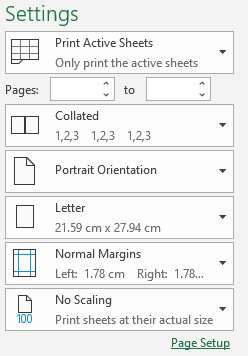 Settings
Print Active Sheets
Only print the active sheets
Pages: to
Collated
1,2,3 1,2,3 1,2,3
Portrait Orientation
Letter
21.59 cm x 27.94 cm
Normal Margins
Left: 1.78 cm Right: 1.78...
No Scaling
Print sheets at their actual size
100
Page Setup